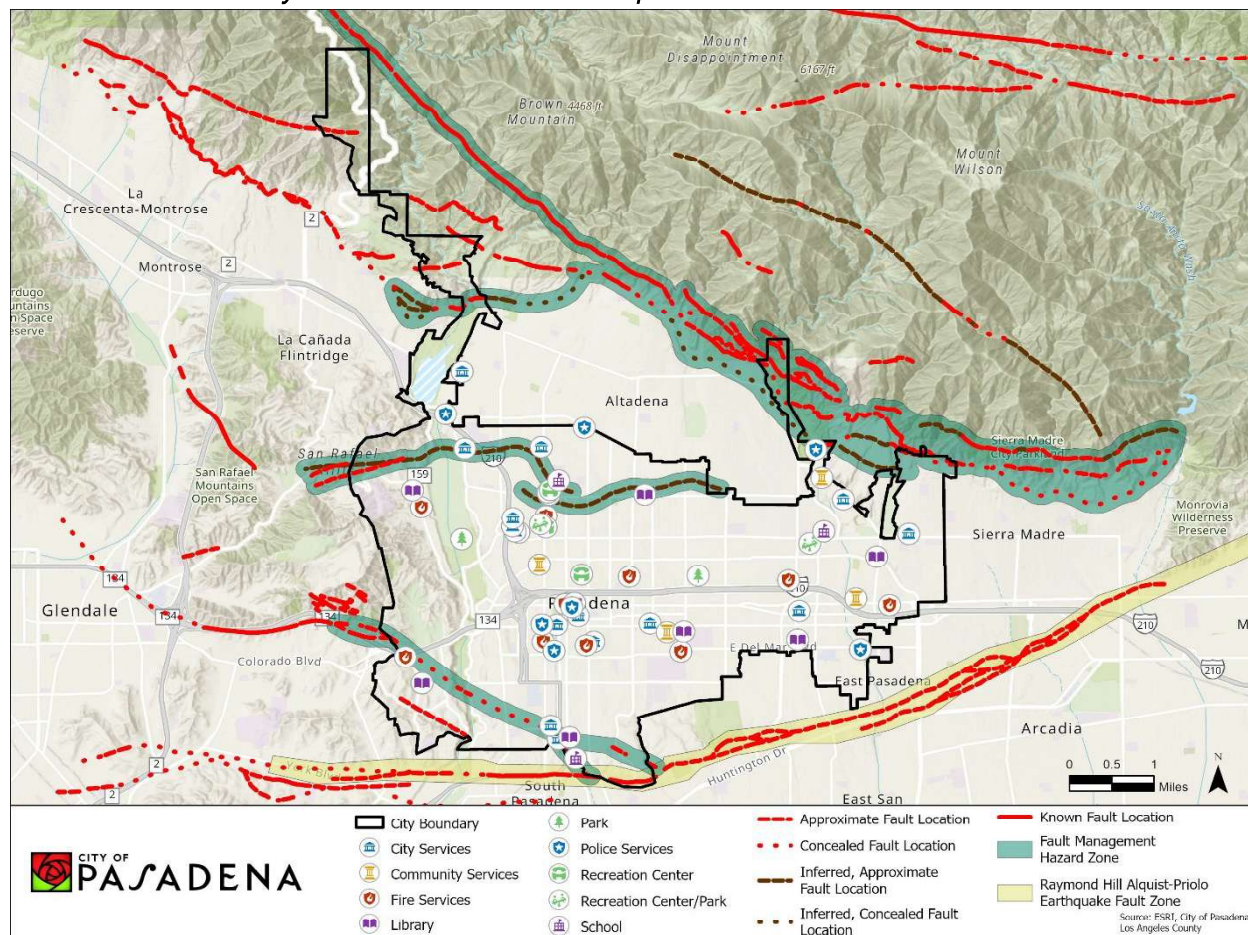 Mount
Disappointment
6167 ft
Brown 4468 ft
Mountain
Mount
Wilson
La
Crescenta-Montrose
2
2
Montrose
2
La Cañada
Flintridge
Altadena
San Rafael
210
159
San Rafael
Mountains
Open Space
Sierra Madre
City Parkland
Monrovia
Wilderness
Preserve
Sierra Madre
134
134
Glendale
134
134
210
210
210
Colorado Blvd
E Del Mar Blvd
East Pasadena
Arcadia
Huntington Dr
2
2
South
Pasadena
East San
0 0.5 1
Miles
N
CITY OF
PASADENA
City Boundary
City Services
Community Services
Fire Services
Library
Park
Police Services
Recreation Center
Recreation Center/Park
School
Approximate Fault Location
Concealed Fault Location
Inferred, Approximate
Fault Location
Inferred, Concealed Fault
Location
Known Fault Location
Fault Management
Hazard Zone
Raymond Hill Alquist-Priolo
Earthquake Fault Zone
Source: ESRI, City of Pasadena
Los Angeles County